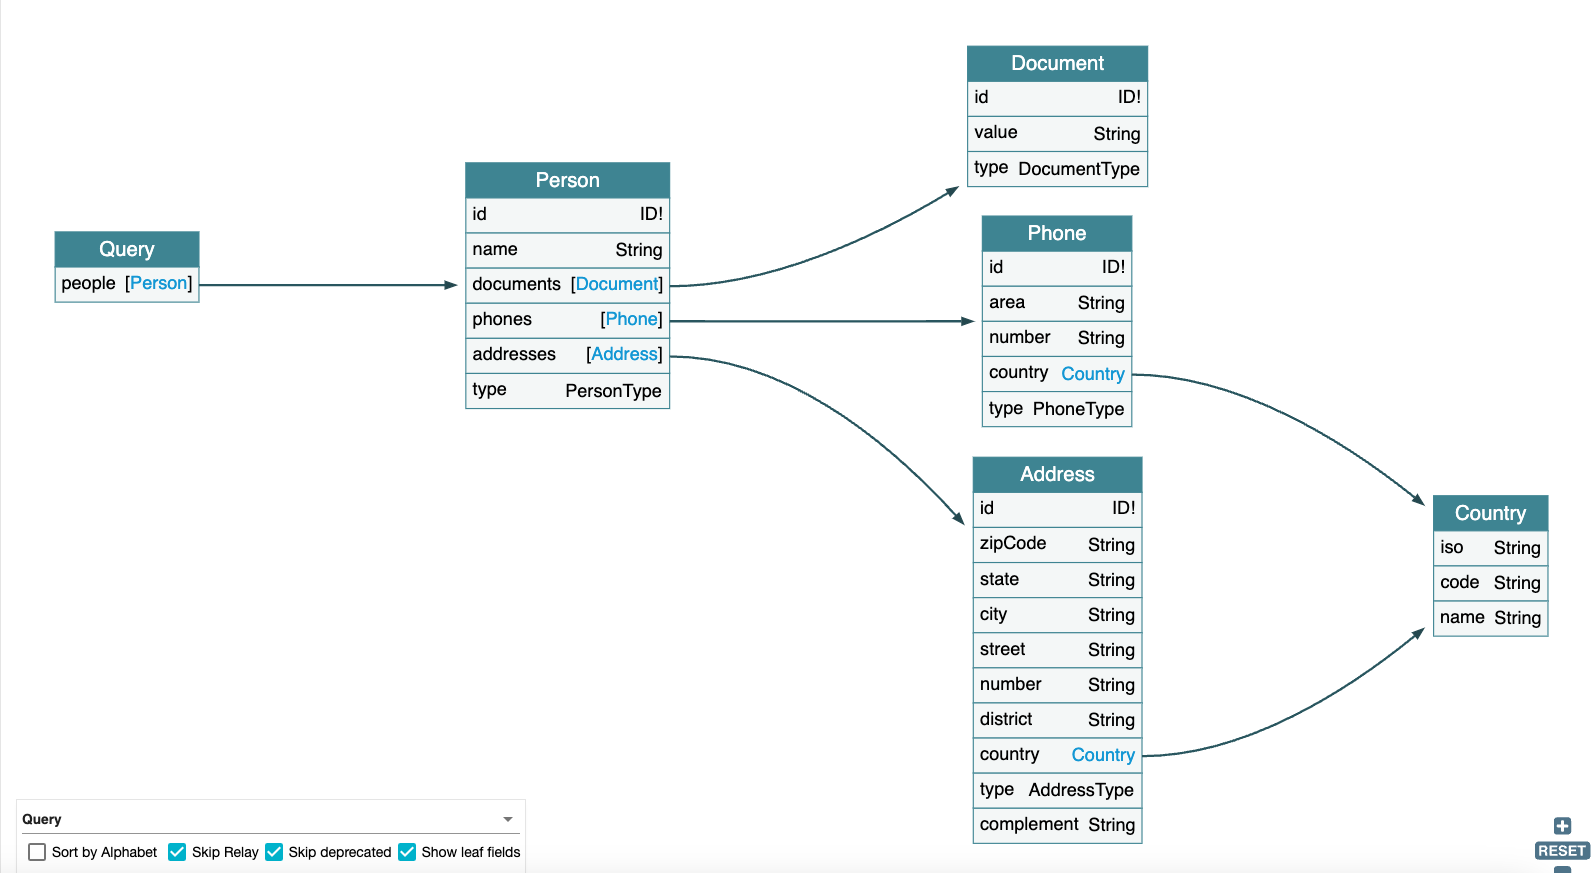 Query
people [Person]
Person
id ID!
name String
documents [Document]
phones [Phone]
addresses [Address]
type PersonType
Document
id ID!
value String
type DocumentType
Phone
id ID!
area String
number String
country Country
type PhoneType
Address
id ID!
zipCode String
state String
city String
street String
number String
district String
country Country
type AddressType
complement String
Country
iso String
code String
name String
Query
Sort by Alphabet Skip Relay Skip deprecated Show leaf fields
RESET